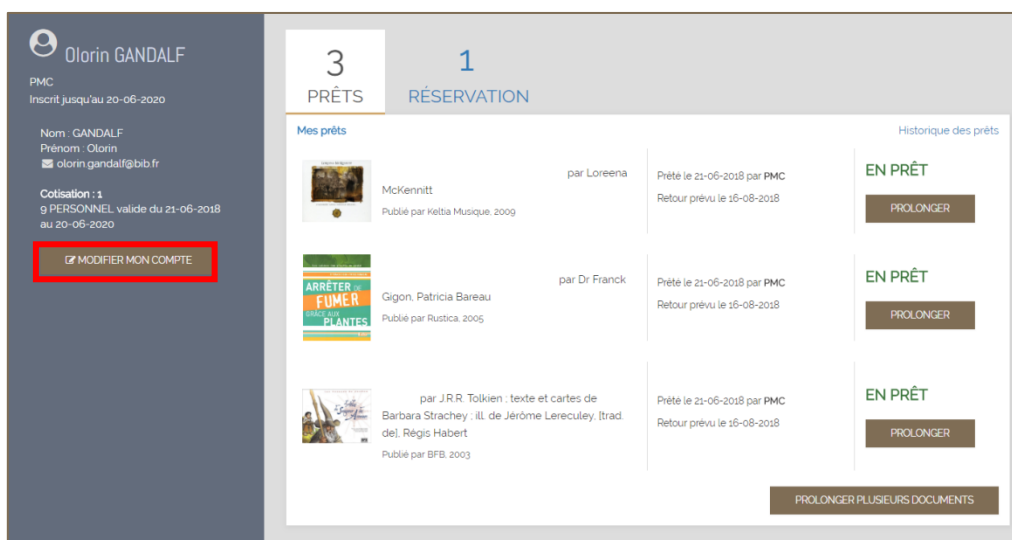 Olorin GANDALF
PMC
Inscrit jusqu'au 20-06-2020
Nom : GANDALF
Prénom : Olorin
olorin.gandalf@bib.fr
Cotisation : 1
9 PERSONNEL valide du 21-06-2018
au 20-06-2020
MODIFIER MON COMPTE
3
PRÊTS
1
RÉSERVATION
Mes prêts
Historique des prêts
par Loreena
McKennitt
Publié par Keltia Musique, 2009
Prêté le 21-06-2018 par PMC
Retour prévu le 16-08-2018
EN PRÊT
PROLONGER
ARRÊTER DE
FUMER
GRÂCE AUX
PLANTES
par Dr Franck
Gigon, Patricia Bareau
Publié par Rustica, 2005
Prêté le 21-06-2018 par PMC
Retour prévu le 16-08-2018
EN PRÊT
PROLONGER
par J.R.R. Tolkien ; texte et cartes de
Barbara Strachey ; ill. de Jérôme Lereculey, [trad.
de], Régis Habert
Publié par BFB, 2003
Prêté le 21-06-2018 par PMC
Retour prévu le 16-08-2018
EN PRÊT
PROLONGER
PROLONGER PLUSIEURS DOCUMENTS